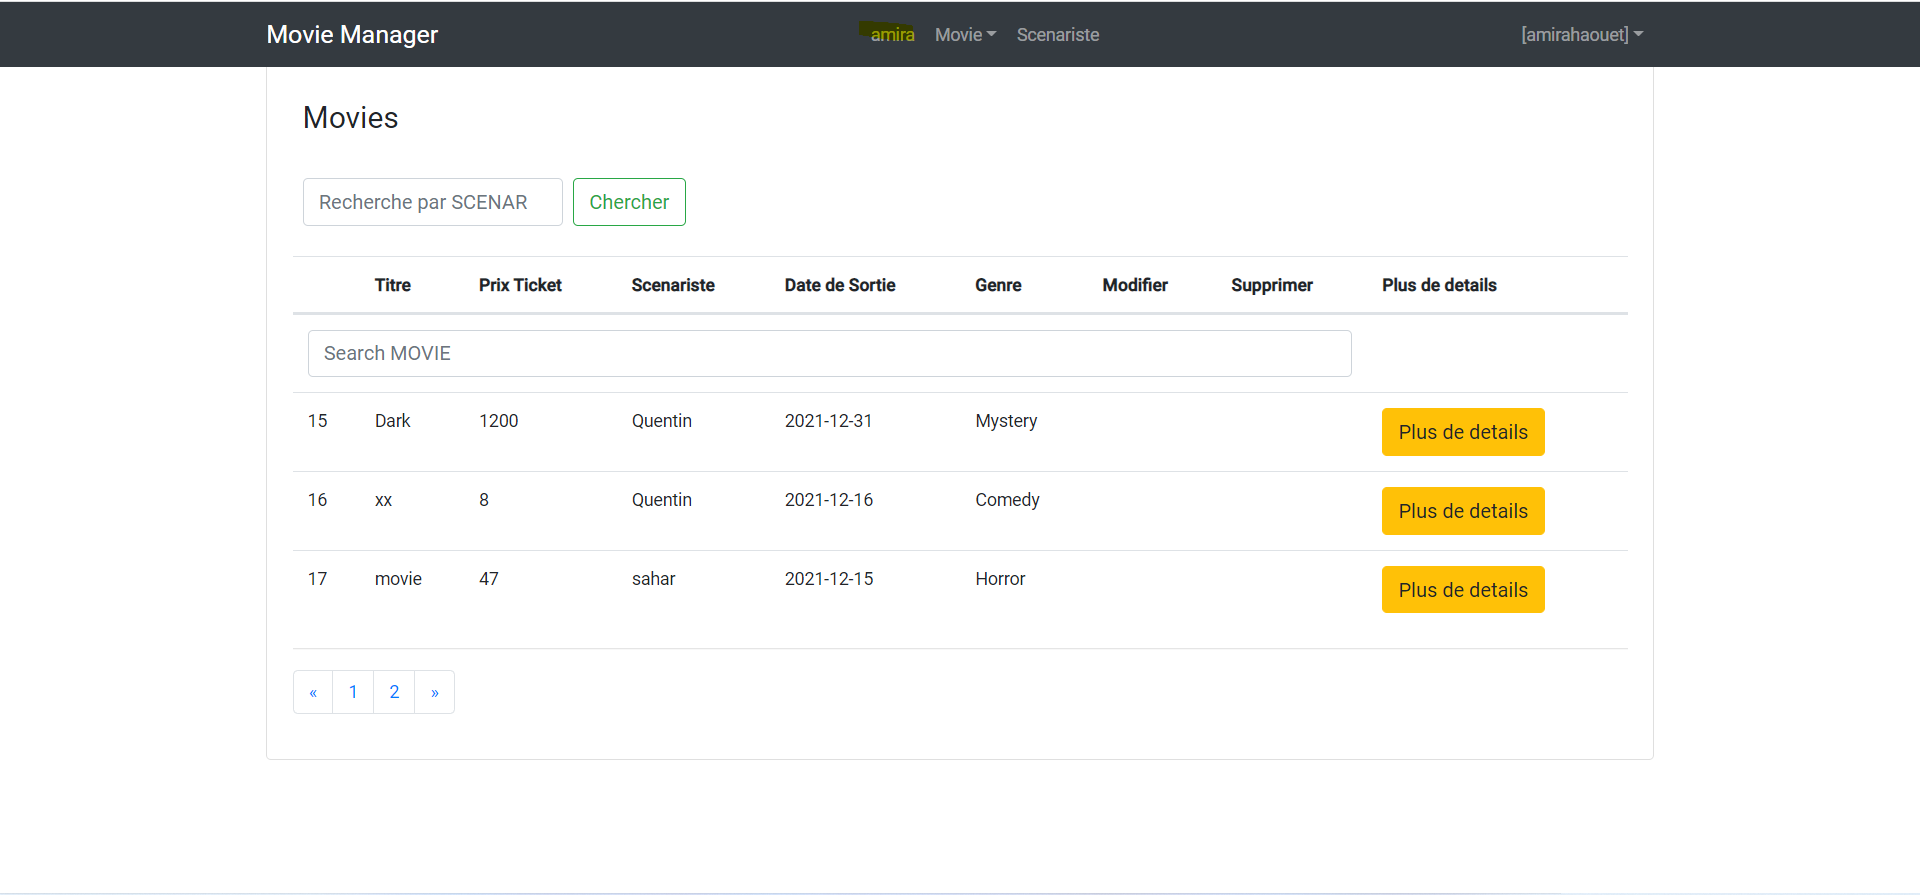 Movie Manager amira Movie Scenariste [amirahaouet]
Movies
Recherche par SCENAR Chercher
Titre Prix Ticket Scenariste Date de Sortie Genre Modifier Supprimer Plus de details
Search MOVIE
15 Dark 1200 Quentin 2021-12-31 Mystery Plus de details
16 xx 8 Quentin 2021-12-16 Comedy Plus de details
17 movie 47 sahar 2021-12-15 Horror Plus de details
« 1 2 »